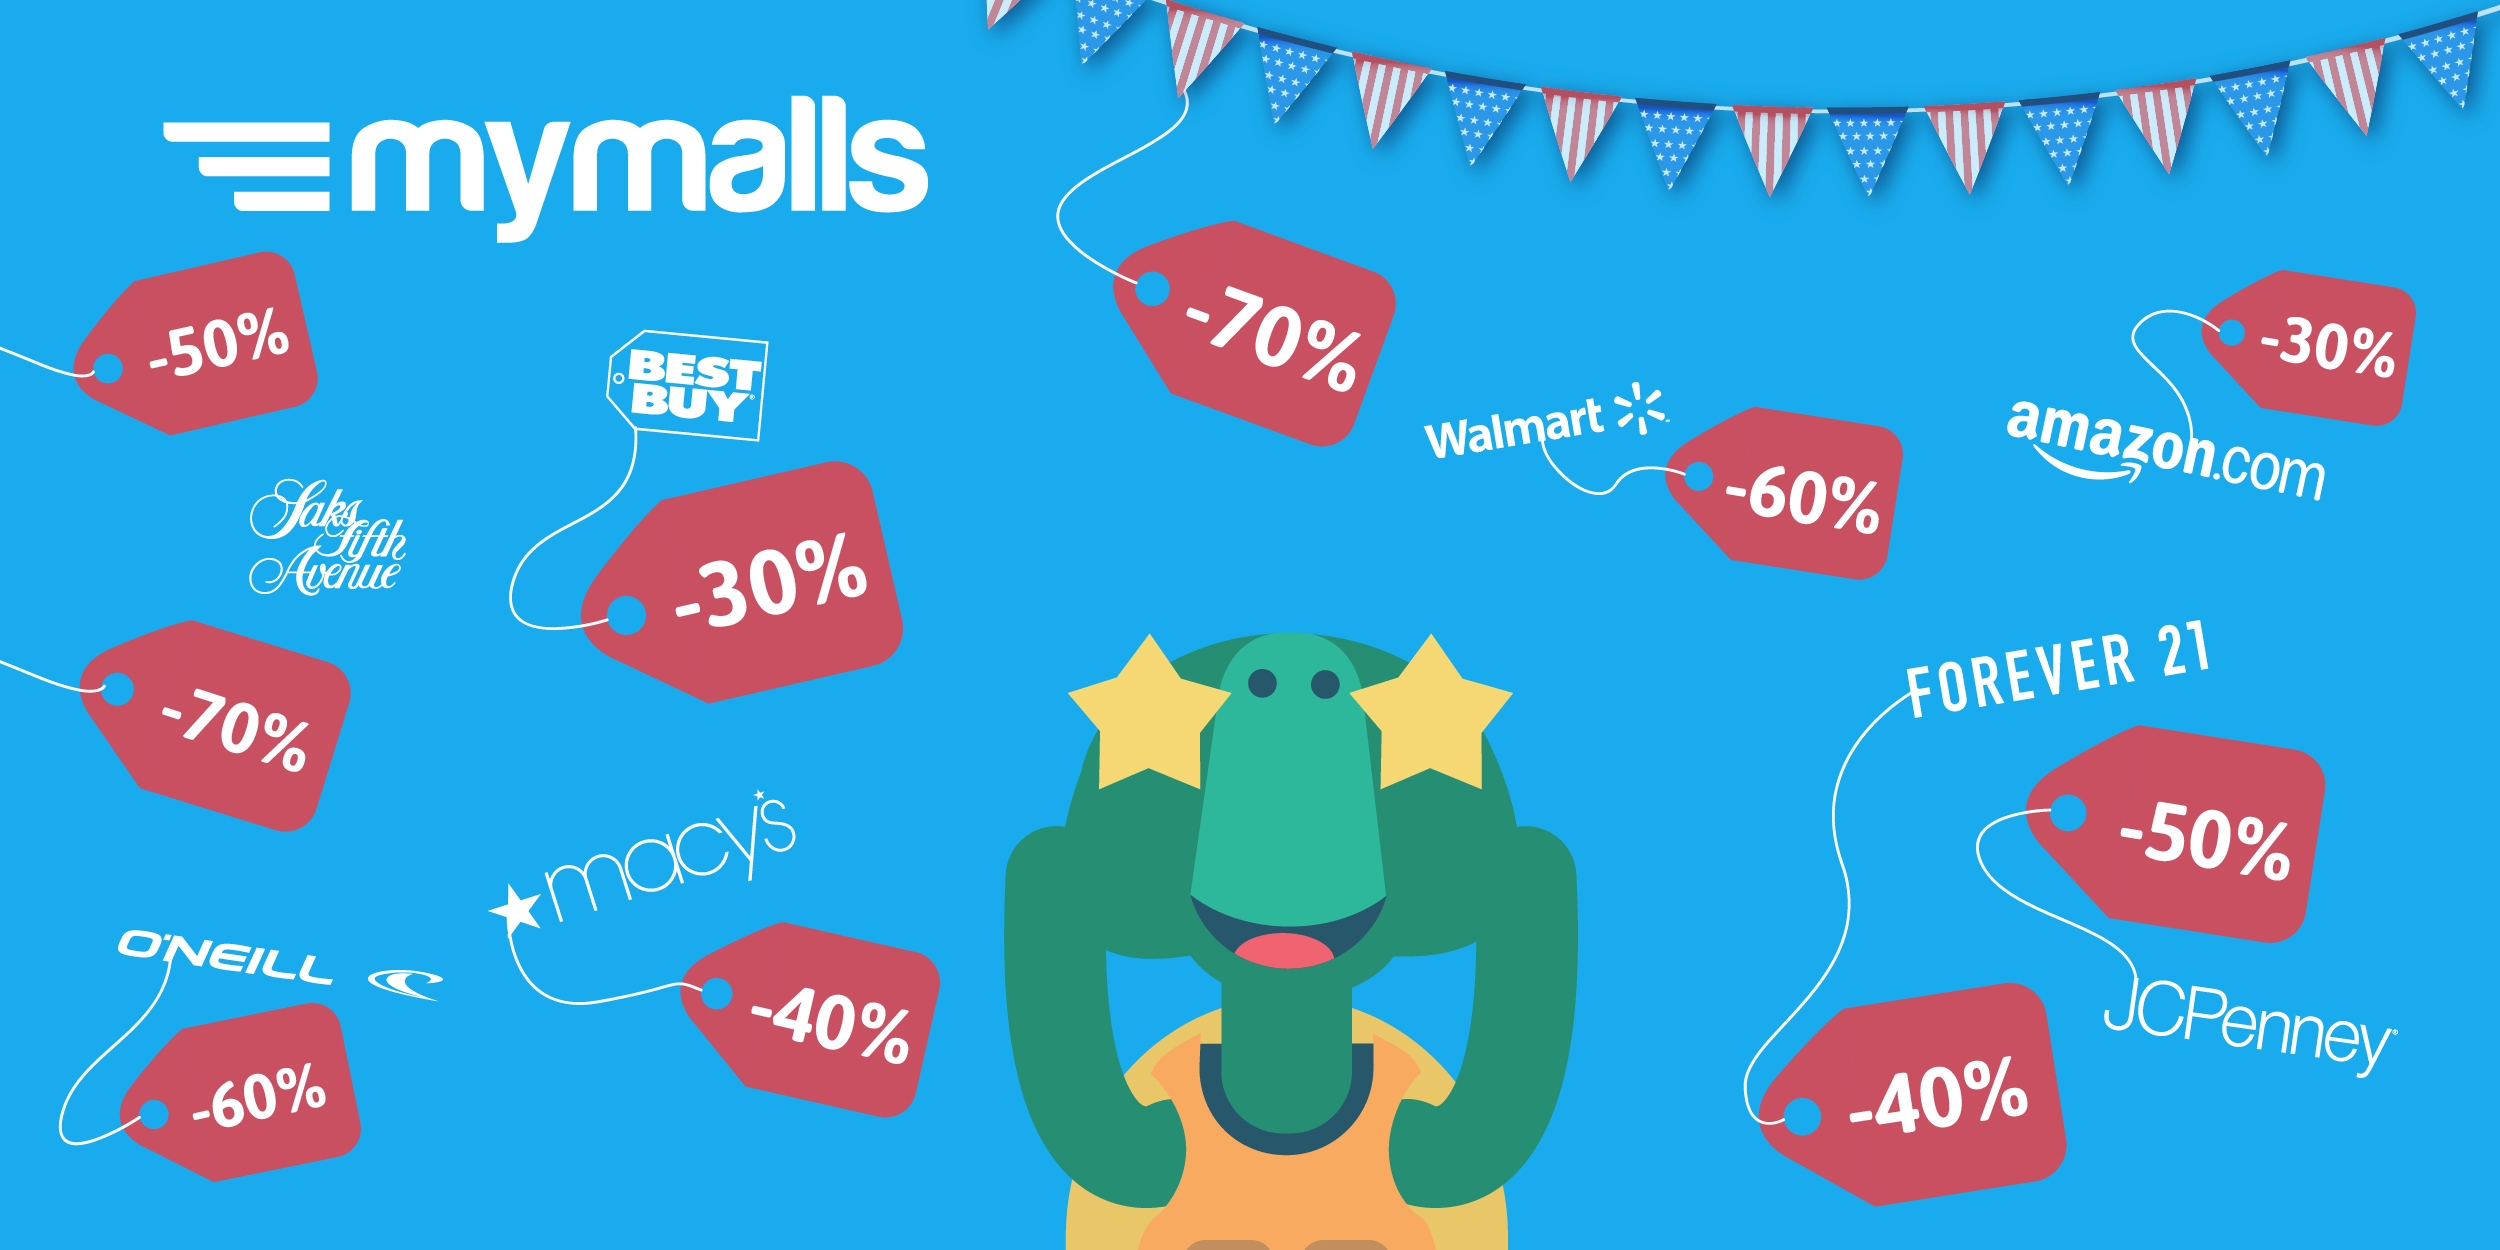 mymalls
-50%
BEST
BUY®
-70%
-30%
walmart
-60%
amazon.com
Saks
Fifth
Avenue
-30%
-70%
FOREVER 21
-50%
macy's
O'NEILL
-40%
JCPenney®
-60%
-40%